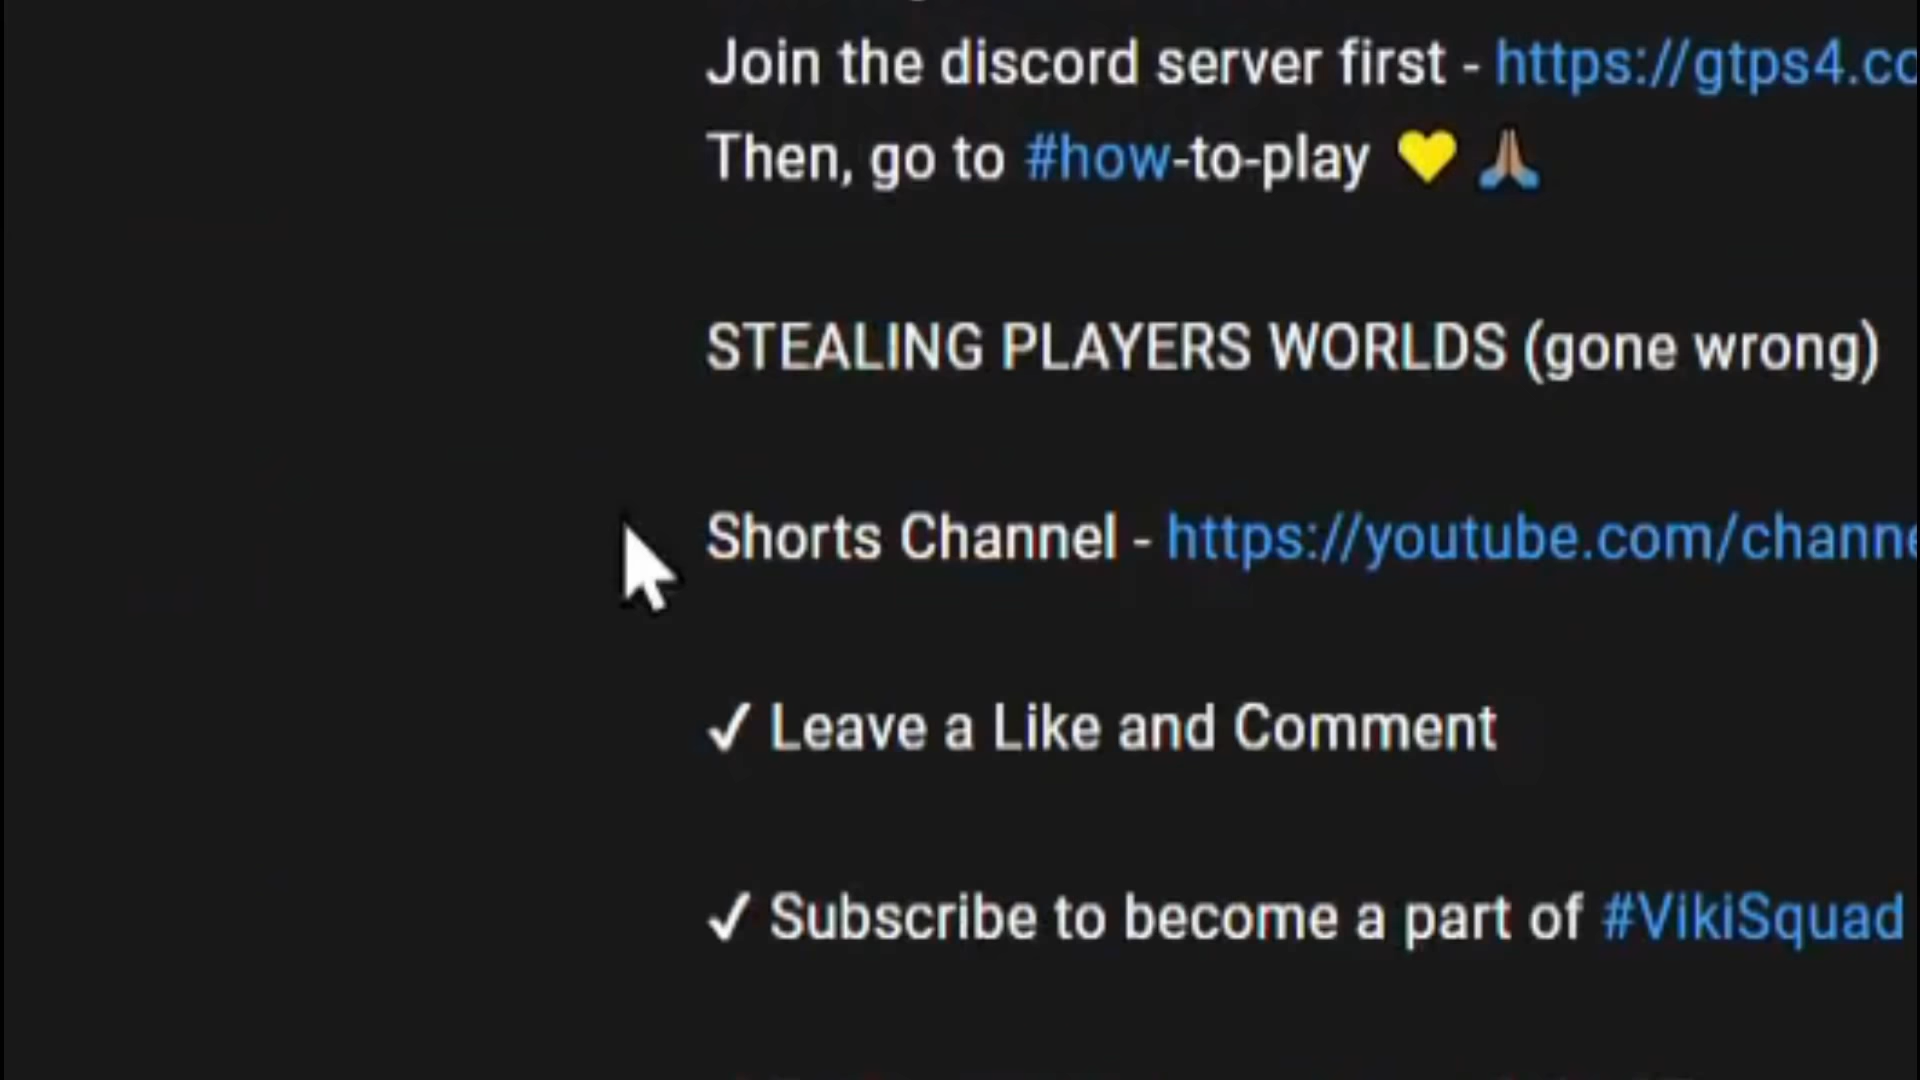 Join the discord server first - https://gtps4.co
Then, go to #how-to-play 💛 🙏🏽
STEALING PLAYERS WORLDS (gone wrong)
Shorts Channel - https://youtube.com/channe
✓ Leave a Like and Comment
✓ Subscribe to become a part of #VikiSquad